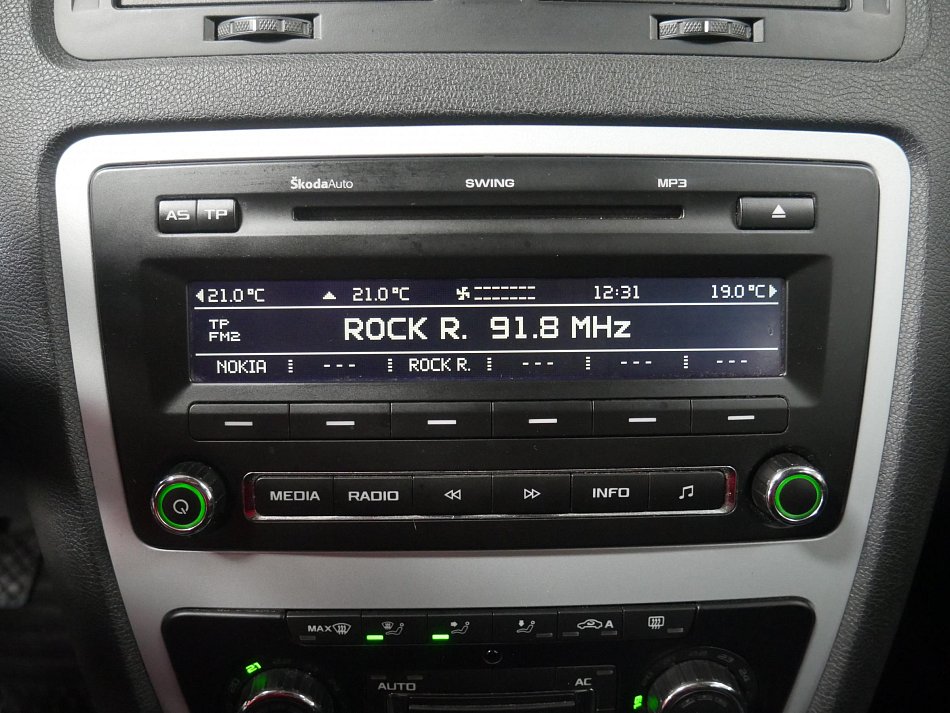 ŠkodaAuto SWING MP3
AS TP
21.0 °C 21.0 °C 12:31 19.0 °C
TP
FM2
ROCK R. 91.8 MHz
NOKIA --- ROCK R. --- --- ---
MEDIA RADIO INFO
MAX A
21
AUTO AC